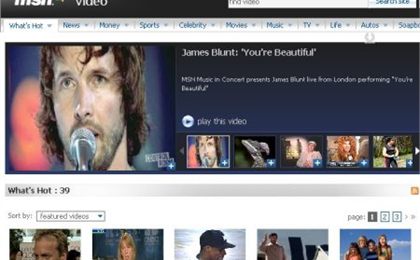 msn Video
find video
Search site
What's Hot News Money Sports Celebrity Movies Music TV Life Autos Soapbo
James Blunt: 'You're Beautiful'
MSN Music in Concert presents James Blunt live from London performing "You're
Beautiful"
play this video
What's Hot : 39
Sort by: featured videos
page: 1 2 3 > »